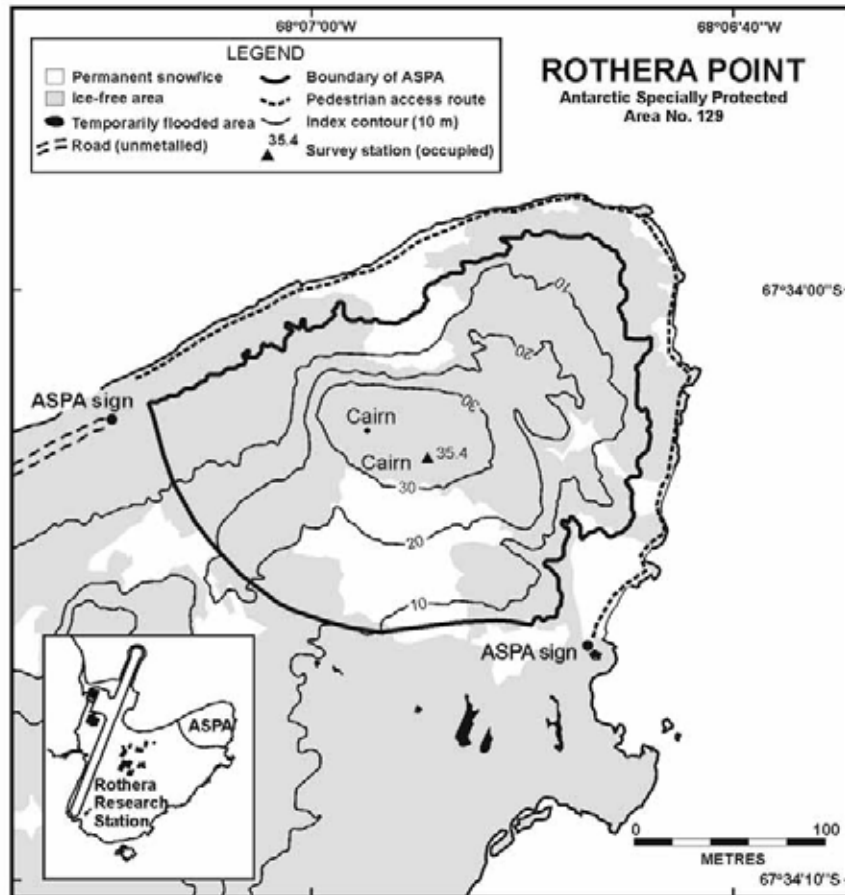 68°07'00"W
68°06'40"W
LEGEND
Permanent snow/ice
Ice-free area
Temporarily flooded area
Road (unmetalled)
Boundary of ASPA
Pedestrian access route
Index contour (10 m)
35.4
Survey station (occupied)
ROTHERA POINT
Antarctic Specially Protected
Area No. 129
67°34'00"S
10
20
30
ASPA sign
Cairn
Cairn
35.4
30
20
10
ASPA sign
ASPA
Rothera
Research
Station
0
100
METRES
67°34'10"S